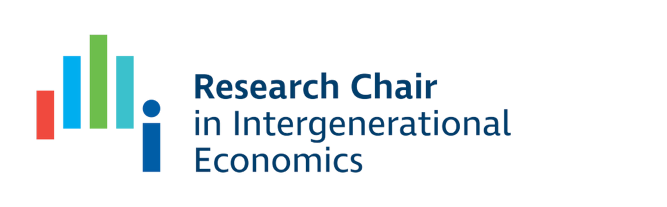 Research Chair
in Intergenerational
Economics